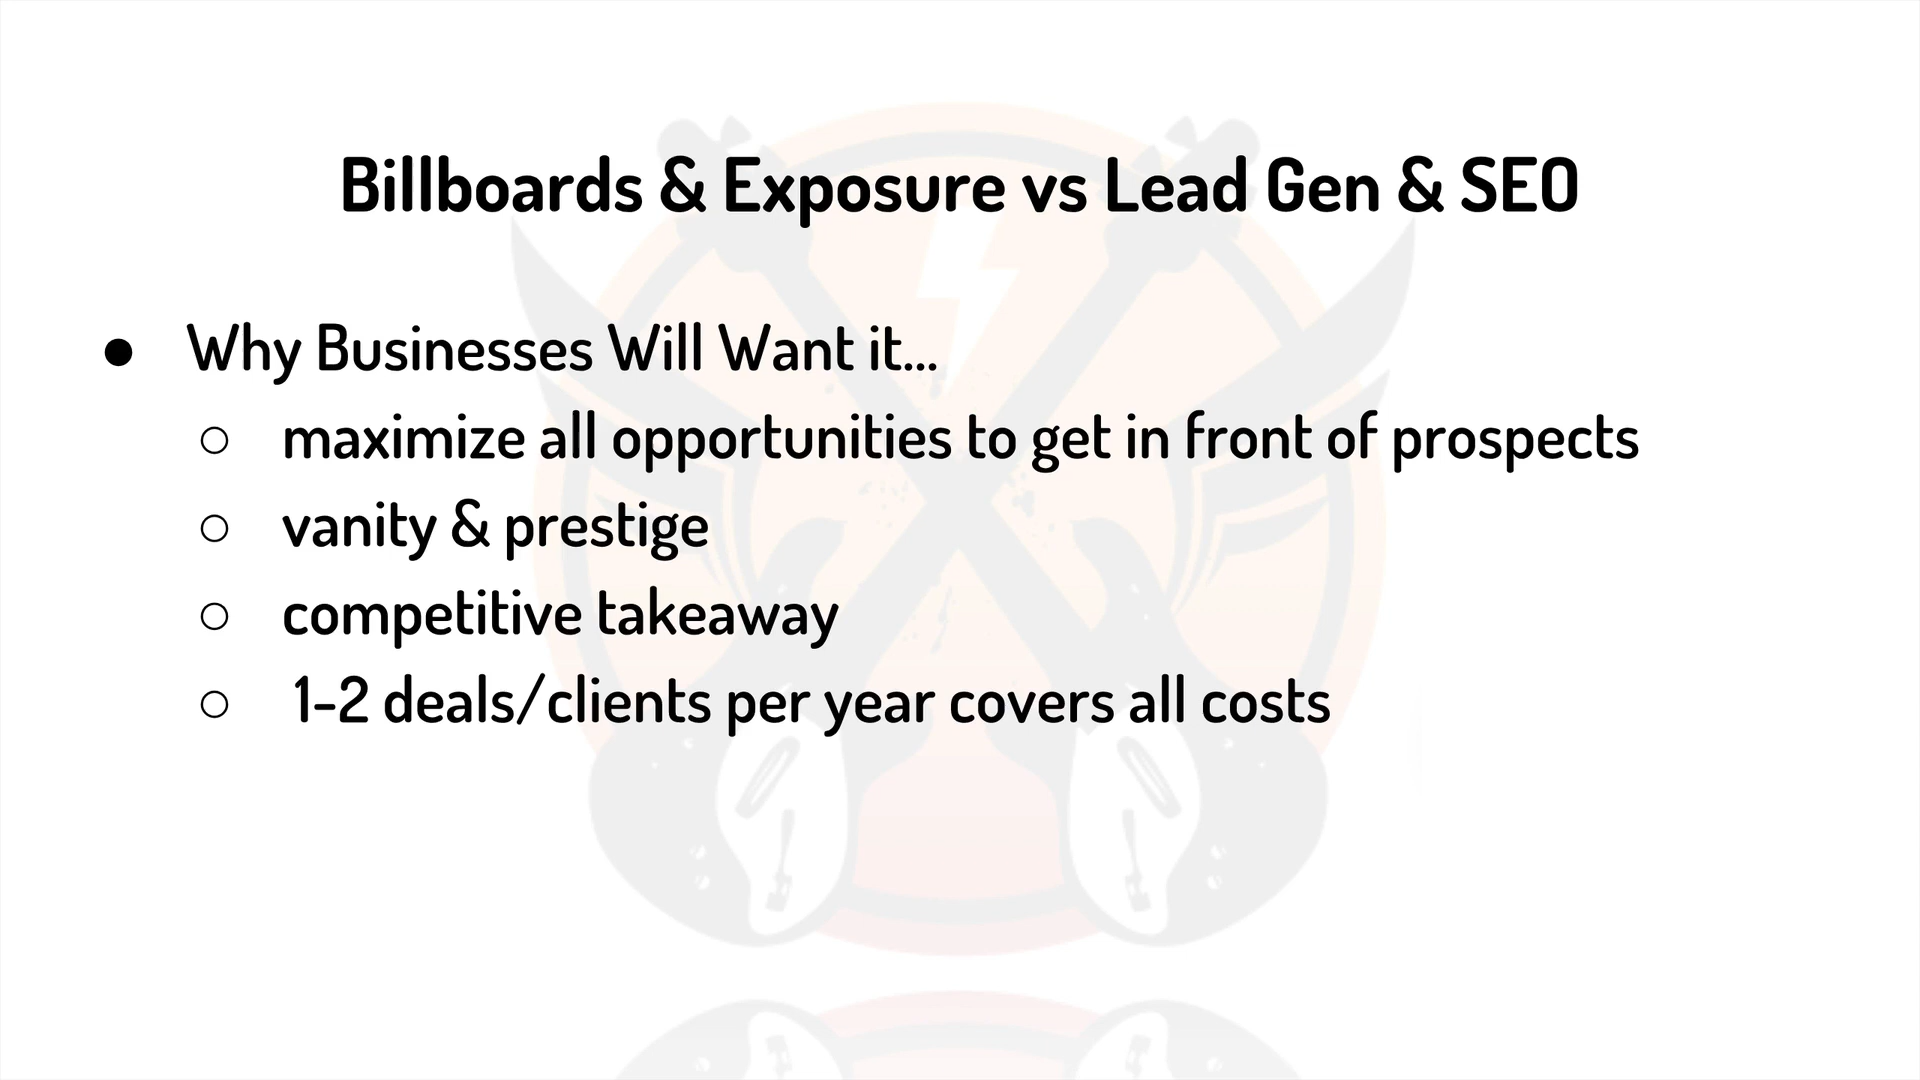 Billboards & Exposure vs Lead Gen & SEO
● Why Businesses Will Want it...
○ maximize all opportunities to get in front of prospects
○ vanity & prestige
○ competitive takeaway
○ 1-2 deals/clients per year covers all costs